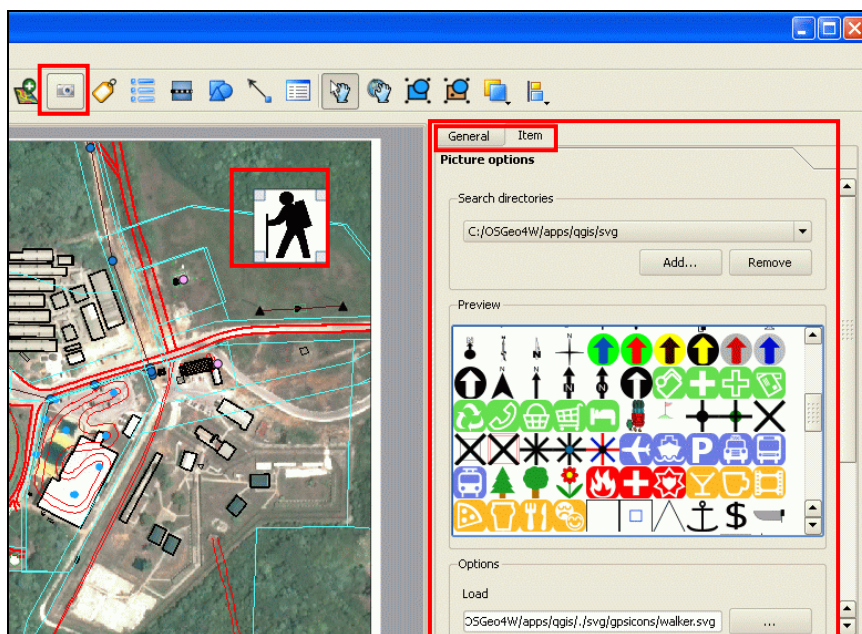 General Item
Picture options
Search directories
C:/OSGeo4W/apps/qgis/svg
Add... Remove
Preview
N
N
N
N
P
$
Options
Load
OSGeo4W/apps/qgis/./svg/gpsicons/walker.svg ...